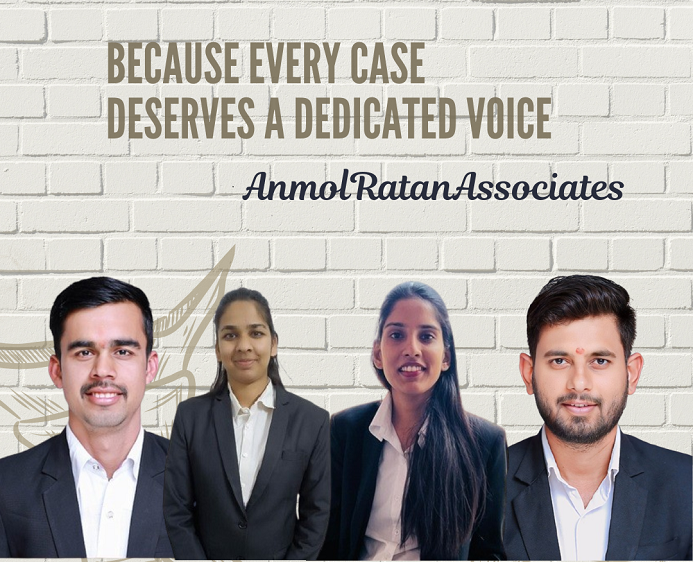 BECAUSE EVERY CASE
DESERVES A DEDICATED VOICE
AnmolRatanAssociates